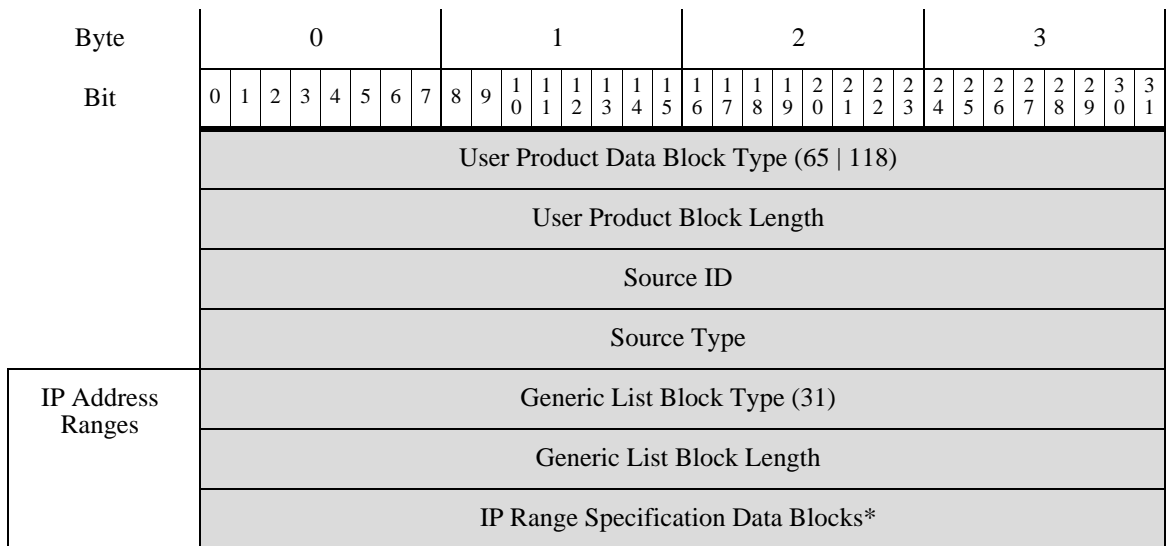 Byte 0 1 2 3
Bit 0 1 2 3 4 5 6 7 8 9 10 11 12 13 14 15 16 17 18 19 20 21 22 23 24 25 26 27 28 29 30 31
User Product Data Block Type (65 | 118)
User Product Block Length
Source ID
Source Type
IP Address
Ranges
Generic List Block Type (31)
Generic List Block Length
IP Range Specification Data Blocks*